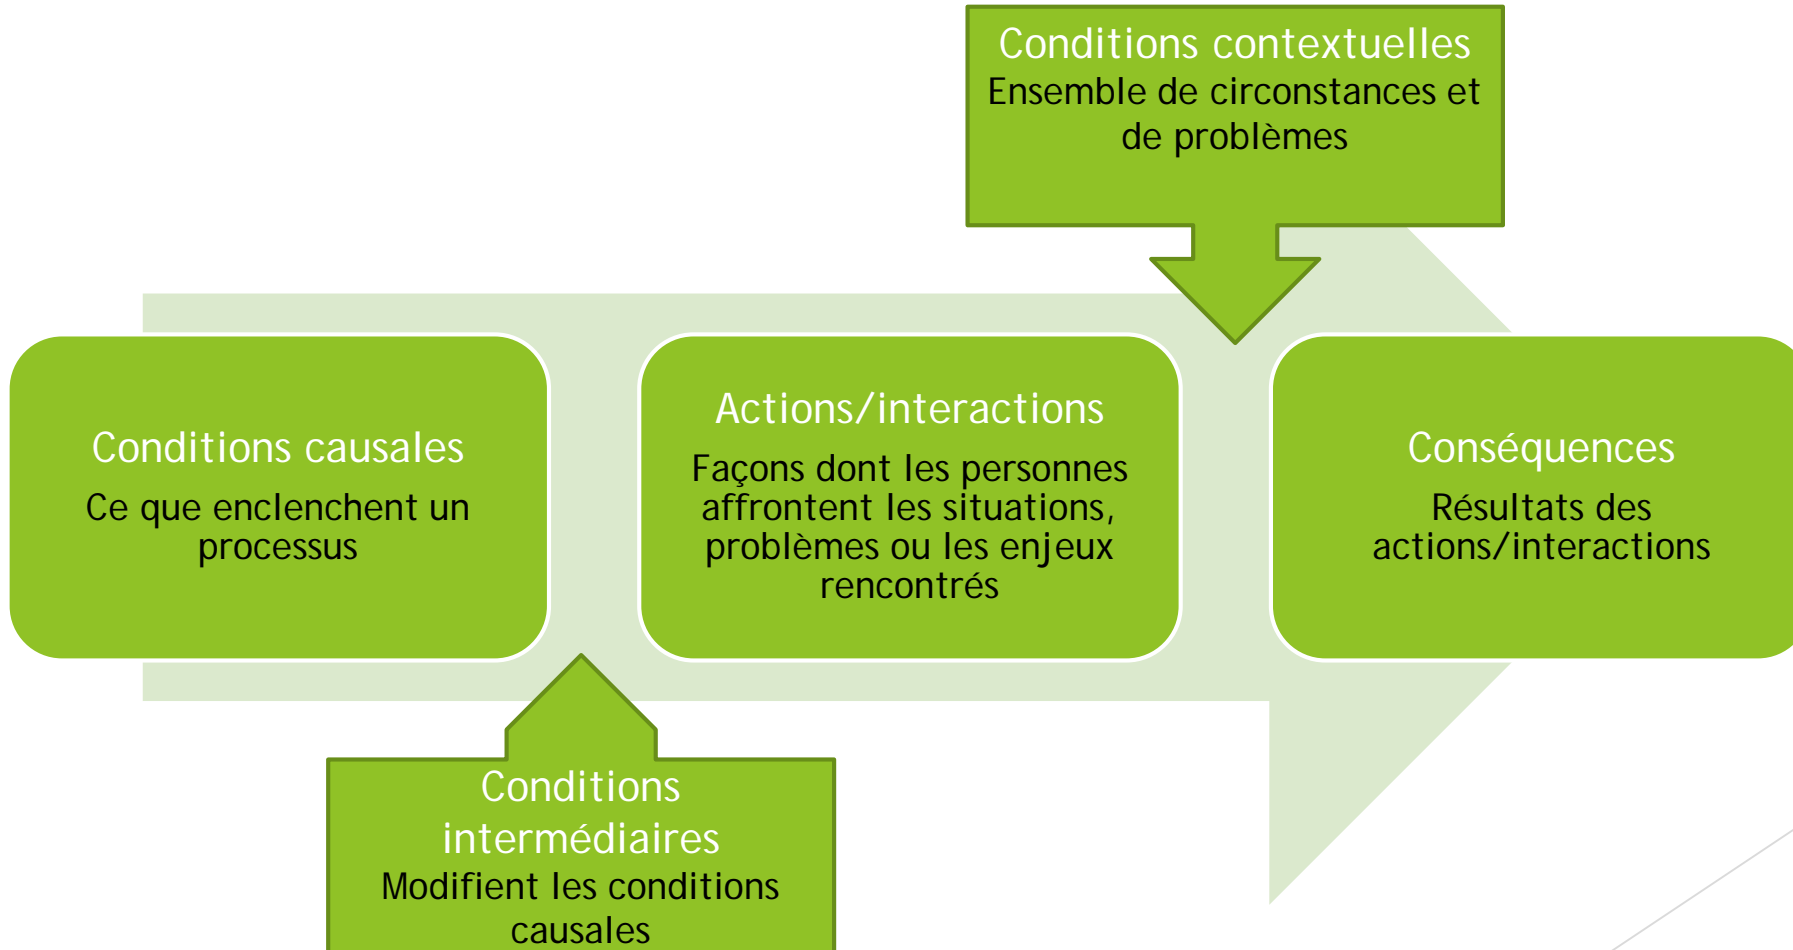 Conditions contextuelles
Ensemble de circonstances et
de problèmes
Conditions causales
Ce que enclenchent un
processus
Actions/interactions
Façons dont les personnes
affrontent les situations,
problèmes ou les enjeux
rencontrés
Conséquences
Résultats des
actions/interactions
Conditions
intermédiaires
Modifient les conditions
causales